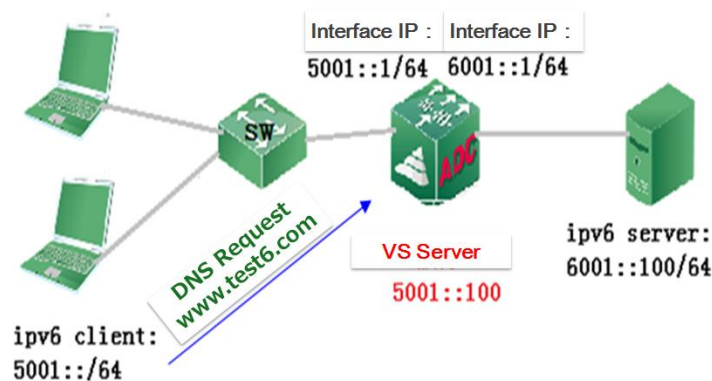 Interface IP : Interface IP :
5001::1/64 6001::1/64
SW
ADC
DNS Request
www.test6.com
VS Server
5001::100
ipv6 server:
6001::100/64
ipv6 client:
5001::/64